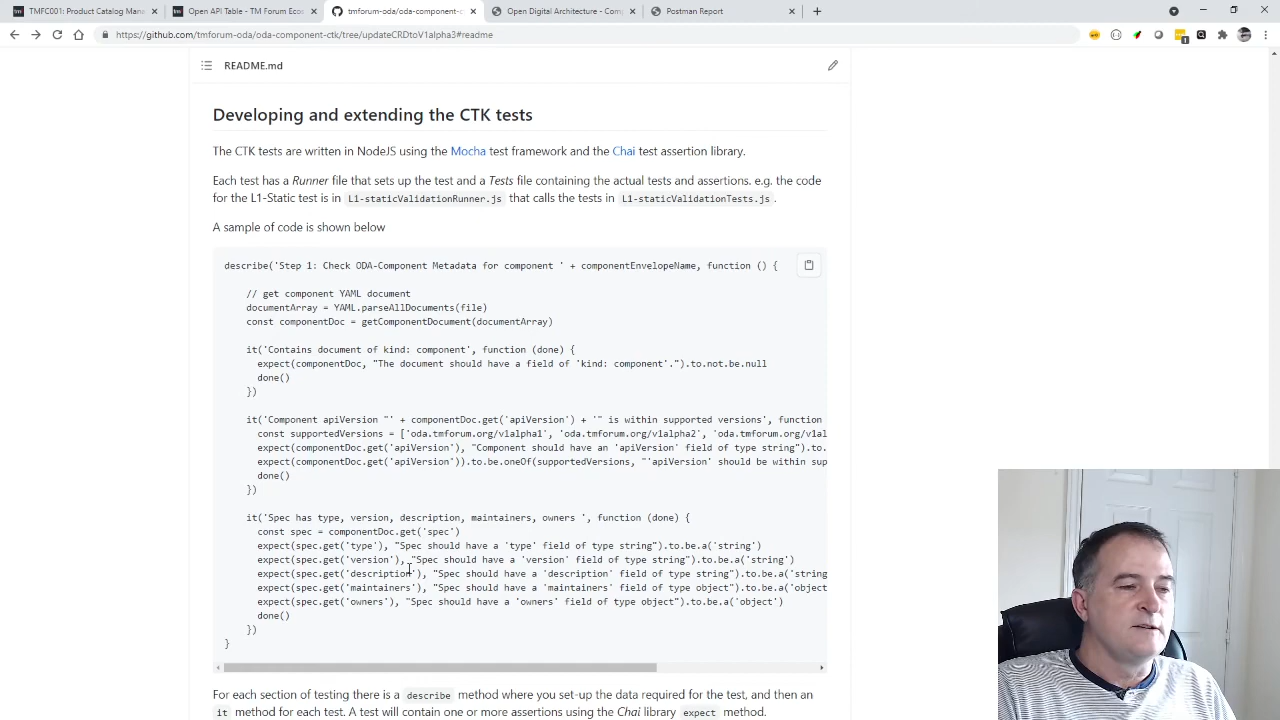 TMFC001: Product Catalog Man
Open API Table - TM Forum Eco
tmforum-oda/oda-component-c
Open Digital Architecture - Comp
Postman Report
https://github.com/tmforum-oda/oda-component-ctk/tree/updateCRDtoV1alpha3#readme
README.md
Developing and extending the CTK tests
The CTK tests are written in NodeJS using the Mocha test framework and the Chai test assertion library.
Each test has a Runner file that sets up the test and a Tests file containing the actual tests and assertions. e.g. the code
for the L1-Static test is in L1-staticValidationRunner.js that calls the tests in L1-staticValidationTests.js.
A sample of code is shown below
describe('Step 1: Check ODA-Component Metadata for component ' + componentEnvelopeName, function () {
// get component YAML document
documentArray = YAML.parseAllDocuments(file)
const componentDoc = getComponentDocument(documentArray)
it('Contains document of kind: component', function (done) {
expect(componentDoc, "The document should have a field of 'kind: component'.").to.not.be.null
done()
})
it('Component apiVersion "' + componentDoc.get('apiVersion') + '" is within supported versions', function
const supportedVersions = ['oda.tmforum.org/v1alpha1', 'oda.tmforum.org/v1alpha2', 'oda.tmforum.org/v1al
expect(componentDoc.get('apiVersion'), "Component should have an 'apiVersion' field of type string").to.
expect(componentDoc.get('apiVersion')).to.be.oneOf(supportedVersions, "'apiVersion' should be within sup
done()
})
it('Spec has type, version, description, maintainers, owners ', function (done) {
const spec = componentDoc.get('spec')
expect(spec.get('type'), "Spec should have a 'type' field of type string").to.be.a('string')
expect(spec.get('version'), "Spec should have a 'version' field of type string").to.be.a('string')
expect(spec.get('description'), "Spec should have a 'description' field of type string").to.be.a('string
expect(spec.get('maintainers'), "Spec should have a 'maintainers' field of type object").to.be.a('object
expect(spec.get('owners'), "Spec should have a 'owners' field of type object").to.be.a('object')
done()
})
}
For each section of testing there is a describe method where you set-up the data required for the test, and then an
it method for each test. A test will contain one or more assertions using the Chai library expect method